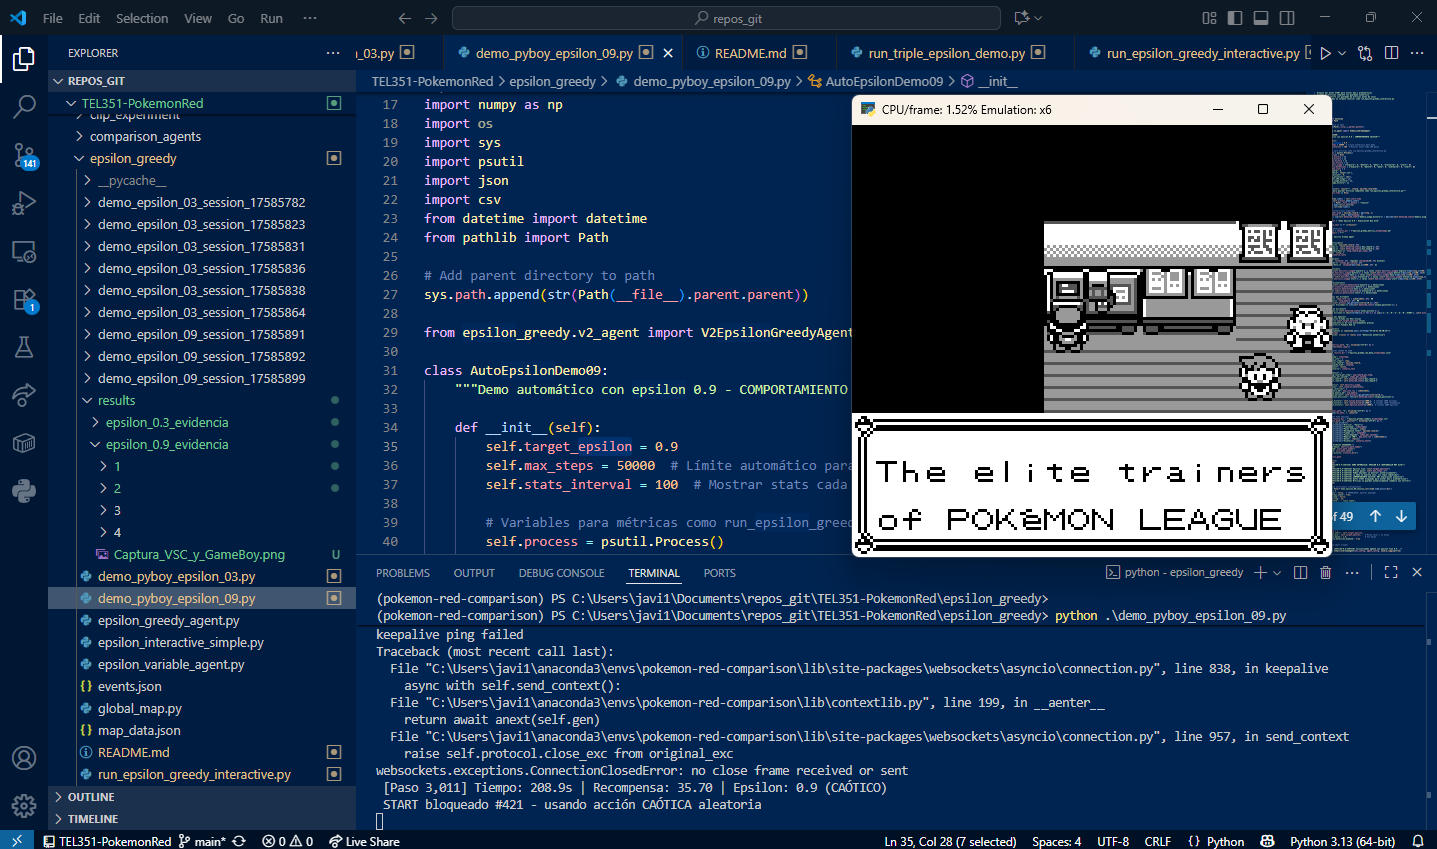 File Edit Selection View Go Run ···
repos_git
EXPLORER ···
REPOS_GIT
TEL351-PokemonRed
clip_experiment
comparison_agents
epsilon_greedy
__pycache__
demo_epsilon_03_session_17585782
demo_epsilon_03_session_17585823
demo_epsilon_03_session_17585831
demo_epsilon_03_session_17585836
demo_epsilon_03_session_17585838
demo_epsilon_03_session_17585864
demo_epsilon_09_session_17585891
demo_epsilon_09_session_17585892
demo_epsilon_09_session_17585899
results
epsilon_0.3_evidencia
epsilon_0.9_evidencia
1
2
3
4
Captura_VSC_y_GameBoy.png U
demo_pyboy_epsilon_03.py
demo_pyboy_epsilon_09.py
epsilon_greedy_agent.py
epsilon_interactive_simple.py
epsilon_variable_agent.py
{} events.json
global_map.py
{} map_data.json
README.md
run_epsilon_greedy_interactive.py
OUTLINE
TIMELINE
141
1
_03.py demo_pyboy_epsilon_09.py README.md run_triple_epsilon_demo.py run_epsilon_greedy_interactive.py
TEL351-PokemonRed > epsilon_greedy > demo_pyboy_epsilon_09.py > AutoEpsilonDemo09 > __init__
17 import numpy as np
18 import os
19 import sys
20 import psutil
21 import json
22 import csv
23 from datetime import datetime
24 from pathlib import Path
25
26 # Add parent directory to path
27 sys.path.append(str(Path(__file__).parent.parent))
28
29 from epsilon_greedy.v2_agent import V2EpsilonGreedyAgent
30
31 class AutoEpsilonDemo09:
32 """Demo automático con epsilon 0.9 - COMPORTAMIENTO
33
34 def __init__(self):
35 self.target_epsilon = 0.9
36 self.max_steps = 50000 # Límite automático para
37 self.stats_interval = 100 # Mostrar stats cada
38
39 # Variables para métricas como run_epsilon_greed
40 self.process = psutil.Process()
CPU/frame: 1.52% Emulation: x6
The elite trainers
of POKéMON LEAGUE
of 49
PROBLEMS OUTPUT DEBUG CONSOLE TERMINAL PORTS
python - epsilon_greedy
(pokemon-red-comparison) PS C:\Users\javi1\Documents\repos_git\TEL351-PokemonRed\epsilon_greedy>
(pokemon-red-comparison) PS C:\Users\javi1\Documents\repos_git\TEL351-PokemonRed\epsilon_greedy> python .\demo_pyboy_epsilon_09.py
keepalive ping failed
Traceback (most recent call last):
File "C:\Users\javi1\anaconda3\envs\pokemon-red-comparison\lib\site-packages\websockets\asyncio\connection.py", line 838, in keepalive
async with self.send_context():
File "C:\Users\javi1\anaconda3\envs\pokemon-red-comparison\lib\contextlib.py", line 199, in __aenter__
return await anext(self.gen)
File "C:\Users\javi1\anaconda3\envs\pokemon-red-comparison\lib\site-packages\websockets\asyncio\connection.py", line 957, in send_context
raise self.protocol.close_exc from original_exc
websockets.exceptions.ConnectionClosedError: no close frame received or sent
[Paso 3,011] Tiempo: 208.9s | Recompensa: 35.70 | Epsilon: 0.9 (CAÓTICO)
START bloqueado #421 - usando acción CAÓTICA aleatoria
TEL351-PokemonRed main* 0 0 Live Share Ln 35, Col 28 (7 selected) Spaces: 4 UTF-8 CRLF {} Python Python 3.13 (64-bit)